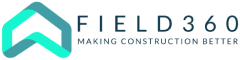 FIELD360
MAKING CONSTRUCTION BETTER